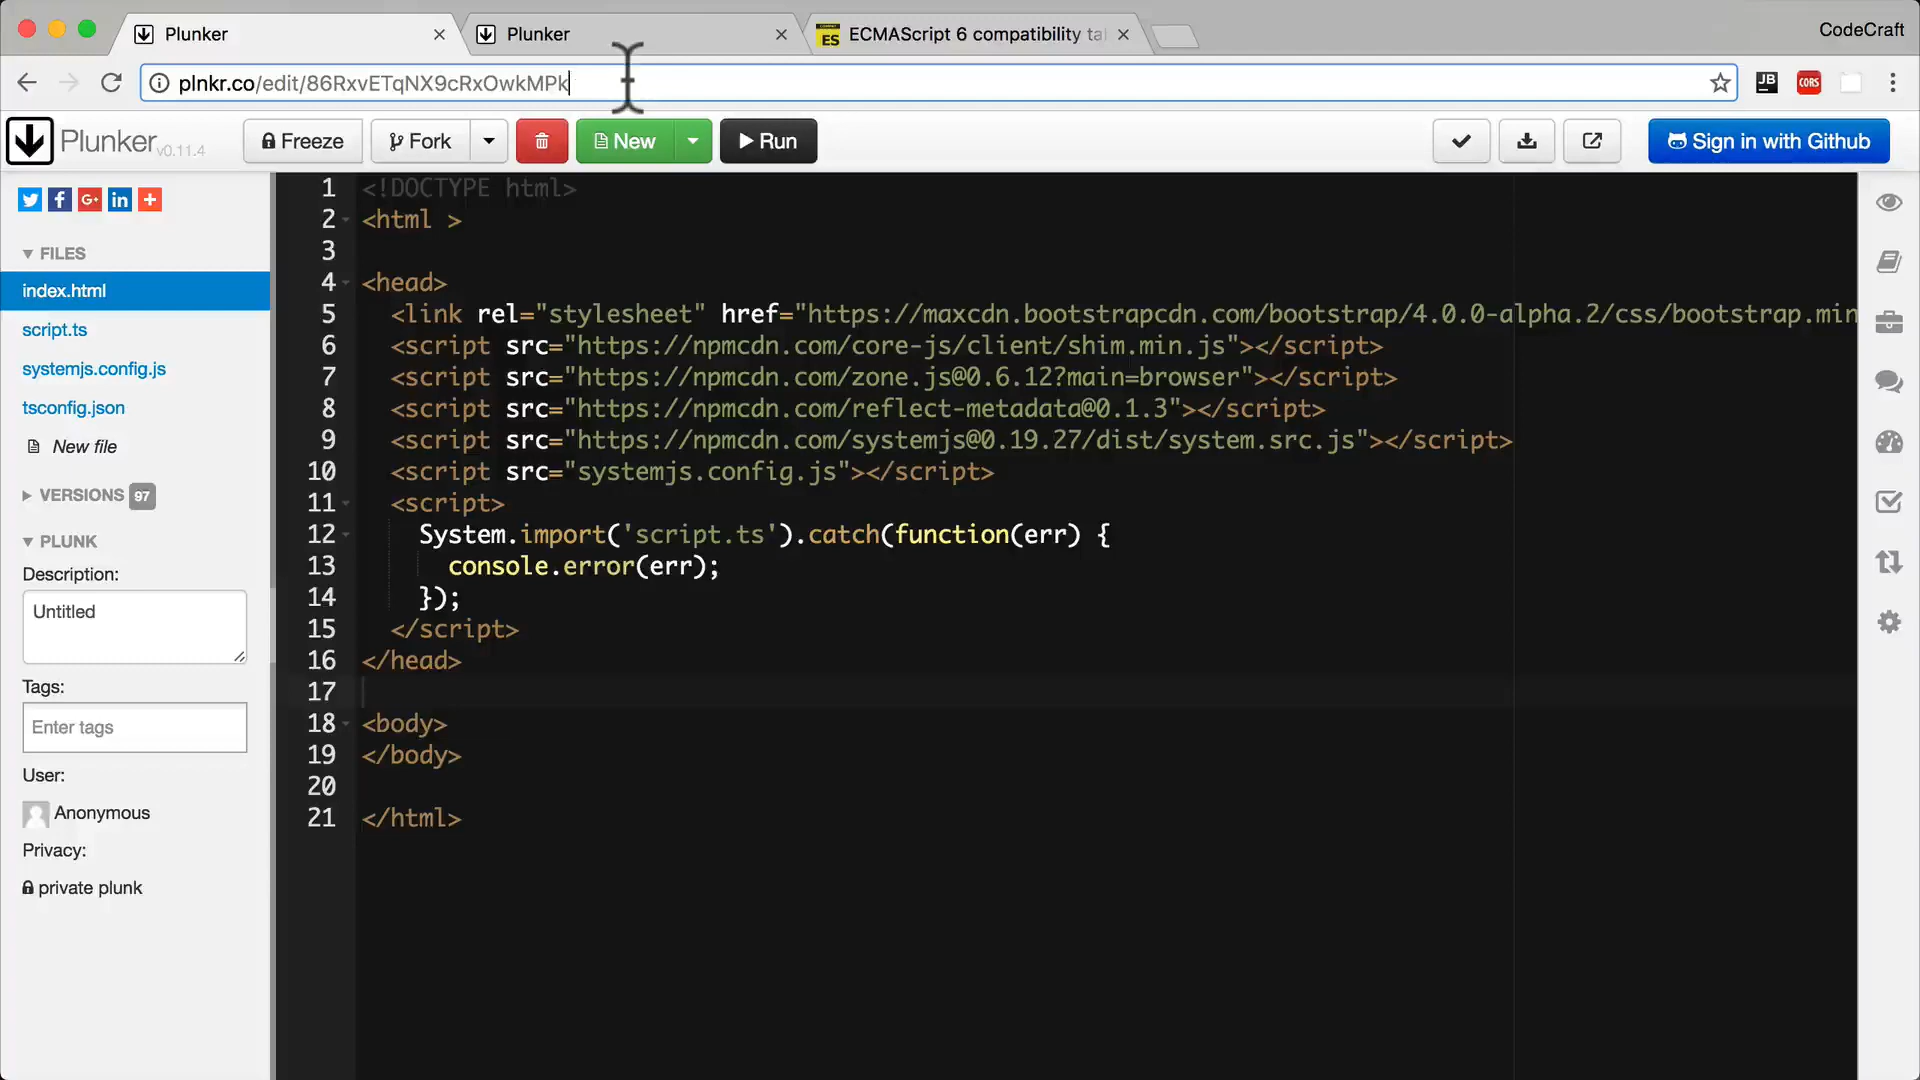 Plunker
Plunker
ECMAScript 6 compatibility ta
CodeCraft
plnkr.co/edit/86RxvETqNX9cRxOwkMPk
JB
CORS
Plunker v0.11.4
Freeze
Fork
New
Run
Sign in with Github
FILES
index.html
script.ts
systemjs.config.js
tsconfig.json
New file
VERSIONS 97
PLUNK
Description:
Untitled
Tags:
Enter tags
User:
Anonymous
Privacy:
private plunk
1 <!DOCTYPE html>
2 <html >
3
4 <head>
5 <link rel="stylesheet" href="https://maxcdn.bootstrapcdn.com/bootstrap/4.0.0-alpha.2/css/bootstrap.min
6 <script src="https://npmcdn.com/core-js/client/shim.min.js"></script>
7 <script src="https://npmcdn.com/zone.js@0.6.12?main=browser"></script>
8 <script src="https://npmcdn.com/reflect-metadata@0.1.3"></script>
9 <script src="https://npmcdn.com/systemjs@0.19.27/dist/system.src.js"></script>
10 <script src="systemjs.config.js"></script>
11 <script>
12 System.import('script.ts').catch(function(err) {
13 console.error(err);
14 });
15 </script>
16 </head>
17
18 <body>
19 </body>
20
21 </html>